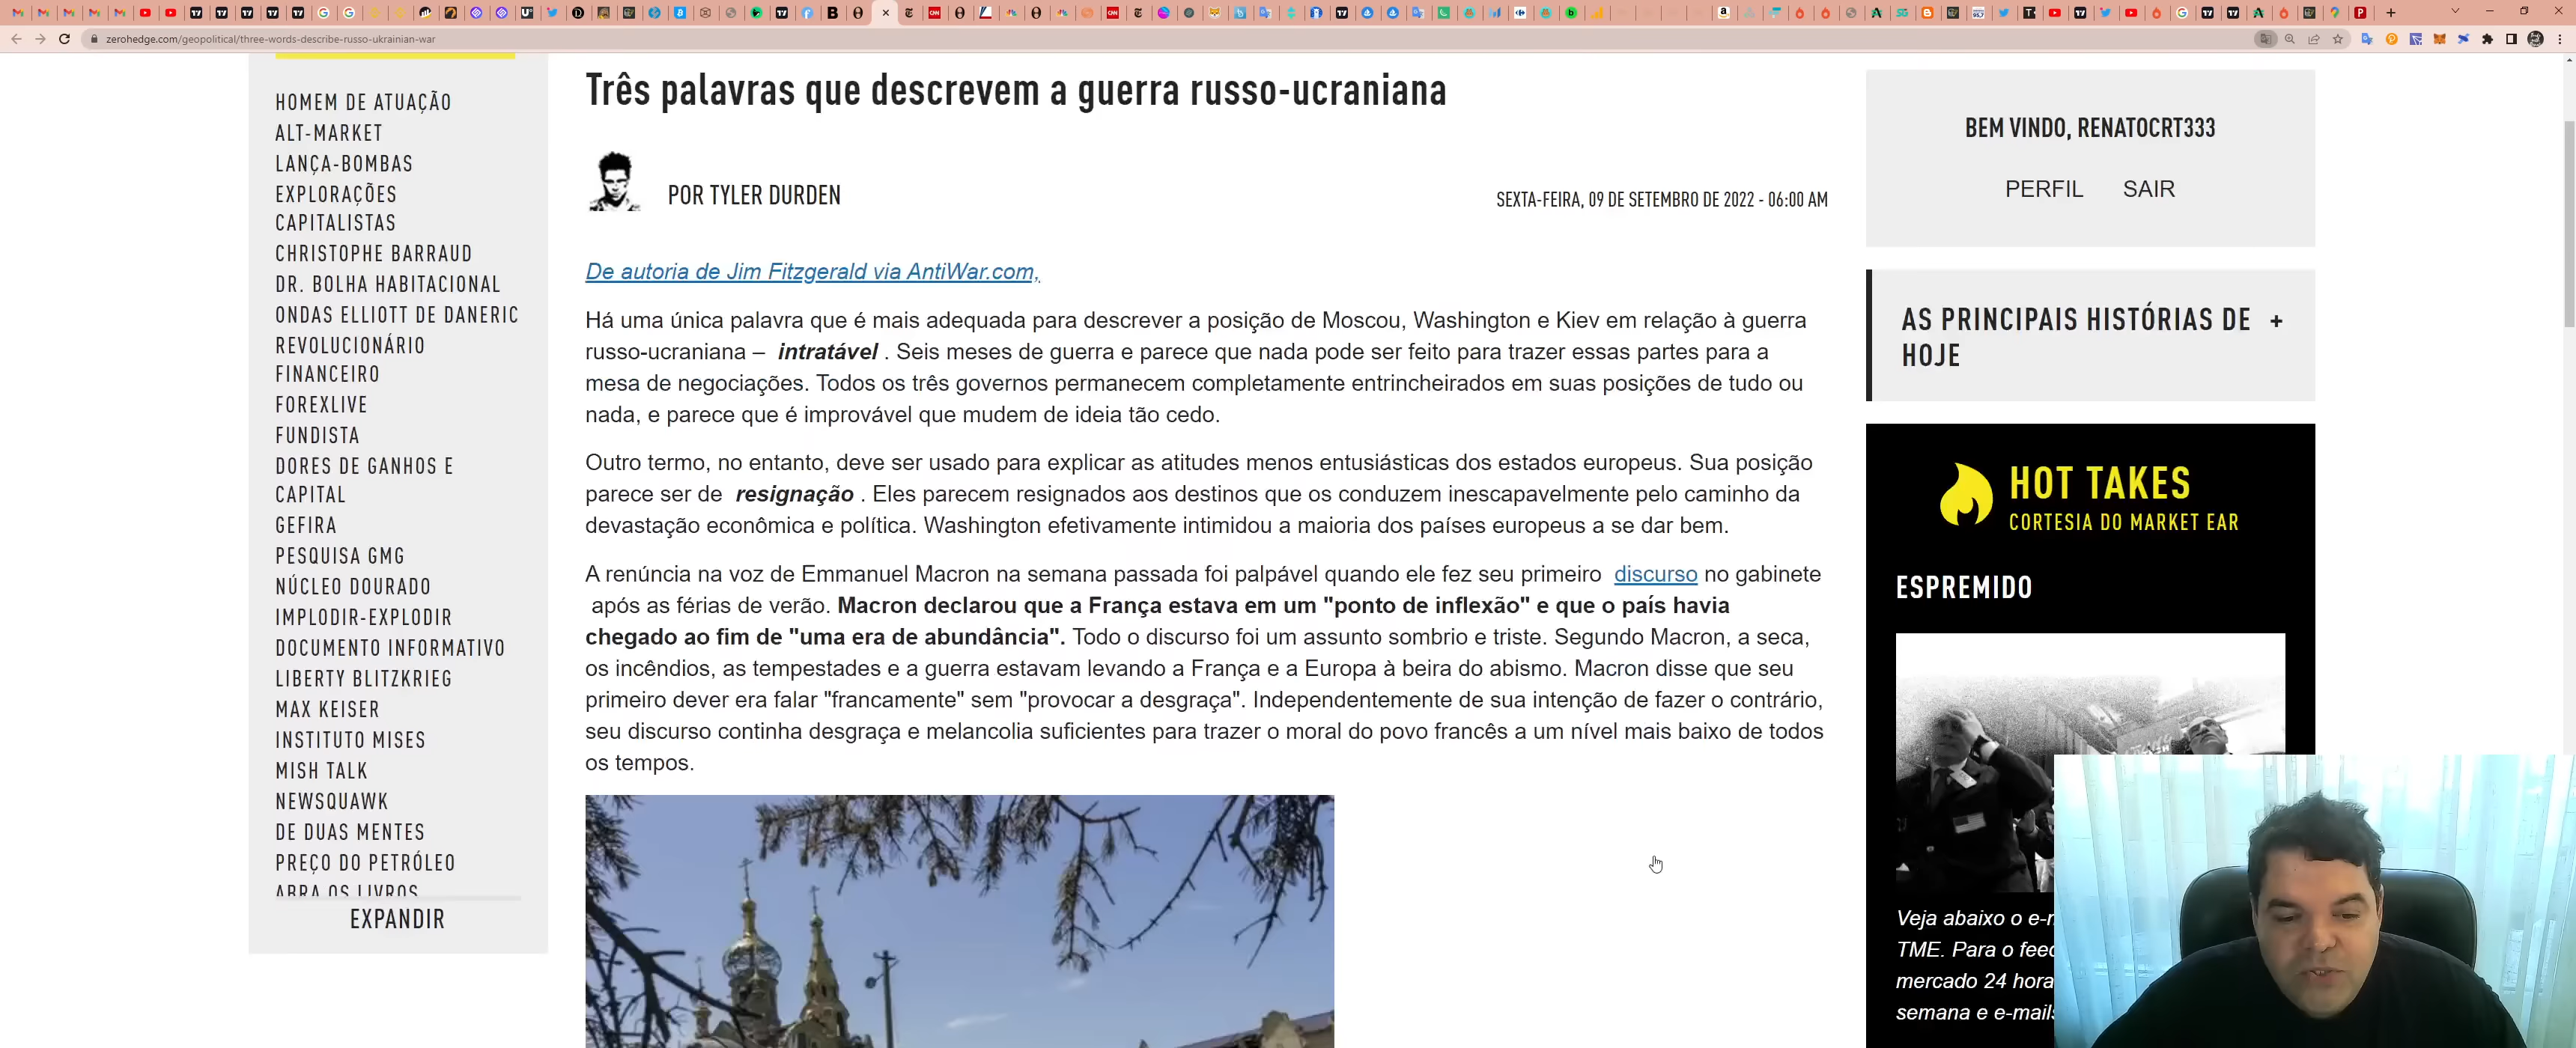 zerohedge.com/geopolitical/three-words-describe-russo-ukrainian-war
HOMEM DE ATUAÇÃO
ALT-MARKET
LANÇA-BOMBAS
EXPLORAÇÕES
CAPITALISTAS
CHRISTOPHE BARRAUD
DR. BOLHA HABITACIONAL
ONDAS ELLIOTT DE DANERIC
REVOLUCIONÁRIO
FINANCEIRO
FOREXLIVE
FUNDISTA
DORES DE GANHOS E
CAPITAL
GEFIRA
PESQUISA GMG
NÚCLEO DOURADO
IMPLODIR-EXPLODIR
DOCUMENTO INFORMATIVO
LIBERTY BLITZKRIEG
MAX KEISER
INSTITUTO MISES
MISH TALK
NEWSQUAWK
DE DUAS MENTES
PREÇO DO PETRÓLEO
ABRA OS LIVROS
EXPANDIR
Três palavras que descrevem a guerra russo-ucraniana
POR TYLER DURDEN
SEXTA-FEIRA, 09 DE SETEMBRO DE 2022 - 06:00 AM
De autoria de Jim Fitzgerald via AntiWar.com,
Há uma única palavra que é mais adequada para descrever a posição de Moscou, Washington e Kiev em relação à guerra
russo-ucraniana – intratável . Seis meses de guerra e parece que nada pode ser feito para trazer essas partes para a
mesa de negociações. Todos os três governos permanecem completamente entrincheirados em suas posições de tudo ou
nada, e parece que é improvável que mudem de ideia tão cedo.
Outro termo, no entanto, deve ser usado para explicar as atitudes menos entusiásticas dos estados europeus. Sua posição
parece ser de resignação . Eles parecem resignados aos destinos que os conduzem inescapavelmente pelo caminho da
devastação econômica e política. Washington efetivamente intimidou a maioria dos países europeus a se dar bem.
A renúncia na voz de Emmanuel Macron na semana passada foi palpável quando ele fez seu primeiro discurso no gabinete
após as férias de verão. Macron declarou que a França estava em um "ponto de inflexão" e que o país havia
chegado ao fim de "uma era de abundância". Todo o discurso foi um assunto sombrio e triste. Segundo Macron, a seca,
os incêndios, as tempestades e a guerra estavam levando a França e a Europa à beira do abismo. Macron disse que seu
primeiro dever era falar "francamente" sem "provocar a desgraça". Independentemente de sua intenção de fazer o contrário,
seu discurso continha desgraça e melancolia suficientes para trazer o moral do povo francês a um nível mais baixo de todos
os tempos.
BEM VINDO, RENATOCRT333
PERFIL SAIR
AS PRINCIPAIS HISTÓRIAS DE +
HOJE
HOT TAKES
CORTESIA DO MARKET EAR
ESPREMIDO
Veja abaixo o
TME. Para o
mercado 24
semana e